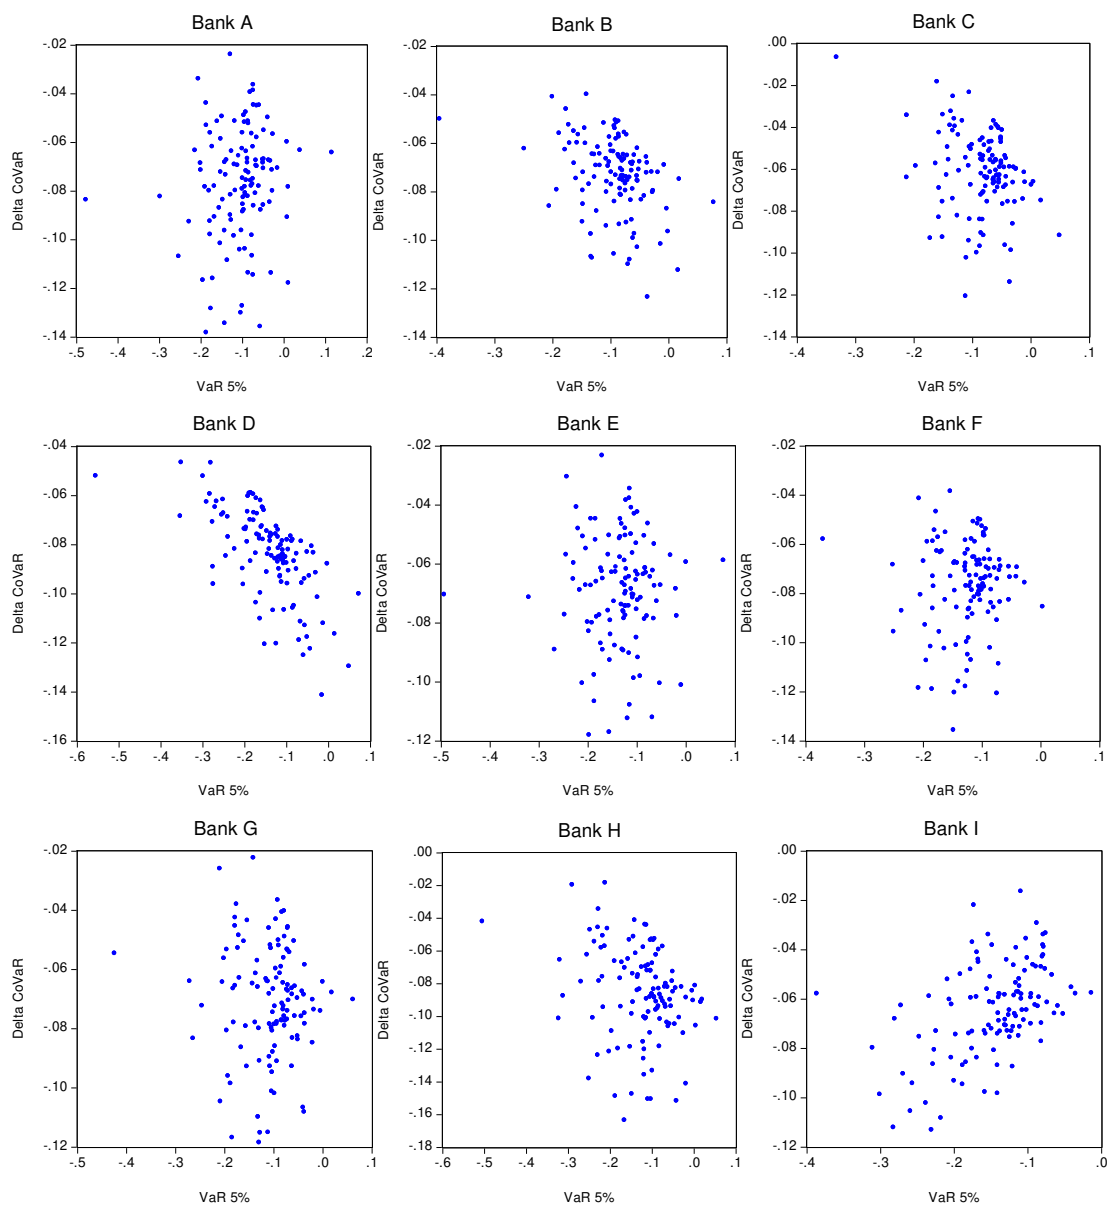 Bank A
Bank B
Bank C
-.02
-.04
-.06
-.08
-.10
-.12
-.14
Delta CoVaR
-.5 -.4 -.3 -.2 -.1 .0 .1 .2
VaR 5%
-.02
-.04
-.06
-.08
-.10
-.12
-.14
Delta CoVaR
-.4 -.3 -.2 -.1 .0 .1
VaR 5%
.00
-.02
-.04
-.06
-.08
-.10
-.12
-.14
Delta CoVaR
-.4 -.3 -.2 -.1 .0 .1
VaR 5%
Bank D
Bank E
Bank F
-.04
-.06
-.08
-.10
-.12
-.14
-.16
Delta CoVaR
-.6 -.5 -.4 -.3 -.2 -.1 .0 .1
VaR 5%
-.02
-.04
-.06
-.08
-.10
-.12
Delta CoVaR
-.5 -.4 -.3 -.2 -.1 .0 .1
VaR 5%
-.02
-.04
-.06
-.08
-.10
-.12
-.14
Delta CoVaR
-.4 -.3 -.2 -.1 .0 .1
VaR 5%
Bank G
Bank H
Bank I
-.02
-.04
-.06
-.08
-.10
-.12
Delta CoVaR
-.5 -.4 -.3 -.2 -.1 .0 .1
VaR 5%
.00
-.02
-.04
-.06
-.08
-.10
-.12
-.14
-.16
-.18
Delta CoVaR
-.6 -.5 -.4 -.3 -.2 -.1 .0 .1
VaR 5%
.00
-.02
-.04
-.06
-.08
-.10
-.12
Delta CoVaR
-.4 -.3 -.2 -.1 .0
VaR 5%